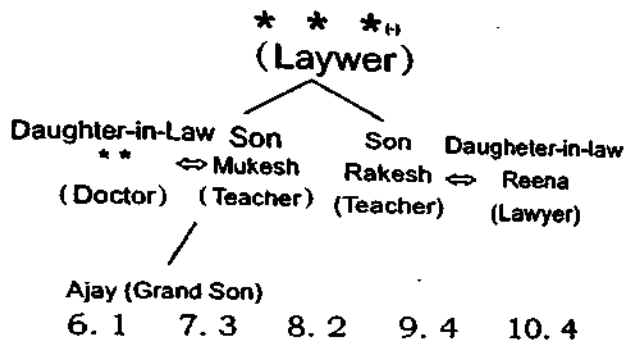 * * * (-)
(Laywer)
Daughter-in-Law Son Son Daugheter-in-law
* * ⇔ Mukesh Rakesh ⇔ Reena
(Doctor) (Teacher) (Teacher) (Lawyer)
Ajay (Grand Son)
6. 1 7. 3 8. 2 9. 4 10. 4